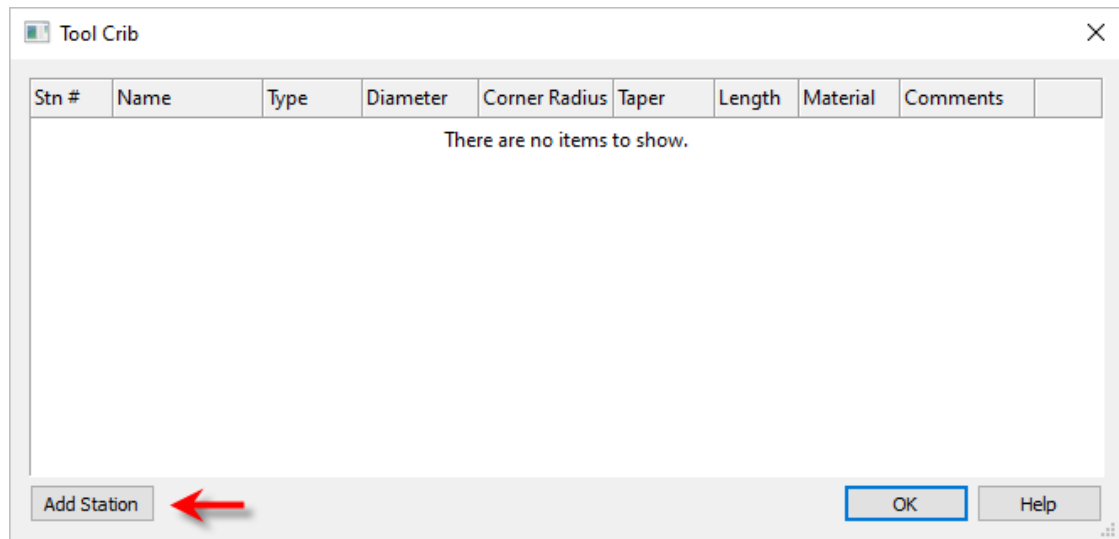 Tool Crib
Stn # Name Type Diameter Corner Radius Taper Length Material Comments
There are no items to show.
Add Station OK Help